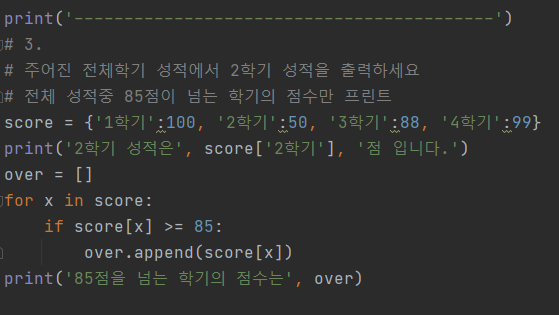 print('------------------------------------------')
# 3.
# 주어진 전체학기 성적에서 2학기 성적을 출력하세요
# 전체 성적중 85점이 넘는 학기의 점수만 프린트
score = {'1학기':100, '2학기':50, '3학기':88, '4학기':99}
print('2학기 성적은', score['2학기'], '점 입니다.')
over = []
for x in score:
    if score[x] >= 85:
        over.append(score[x])
print('85점을 넘는 학기의 점수는', over)